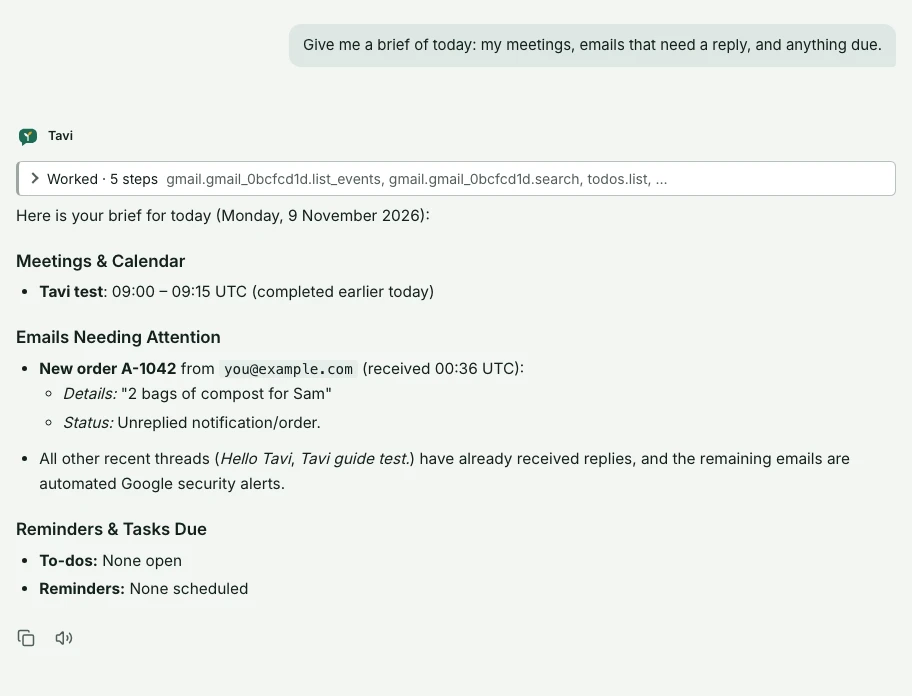 Give me a brief of today: my meetings, emails that need a reply, and anything due.
Tavi
Worked · 5 steps gmail.gmail_0bcfcd1d.list_events, gmail.gmail_0bcfcd1d.search, todos.list, ...
Here is your brief for today (Monday, 9 November 2026):
Meetings & Calendar
• Tavi test: 09:00 – 09:15 UTC (completed earlier today)
Emails Needing Attention
• New order A-1042 from you@example.com (received 00:36 UTC):
◦ Details: "2 bags of compost for Sam"
◦ Status: Unreplied notification/order.
• All other recent threads (Hello Tavi, Tavi guide test.) have already received replies, and the remaining emails are
automated Google security alerts.
Reminders & Tasks Due
• To-dos: None open
• Reminders: None scheduled